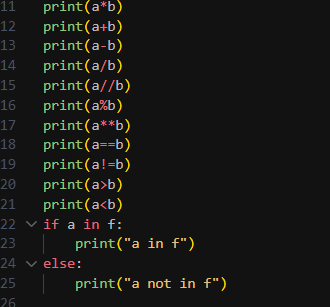 11 print(a*b)
12 print(a+b)
13 print(a-b)
14 print(a/b)
15 print(a//b)
16 print(a%b)
17 print(a**b)
18 print(a==b)
19 print(a!=b)
20 print(a>b)
21 print(a<b)
22 if a in f:
23     print("a in f")
24 else:
25     print("a not in f")
26